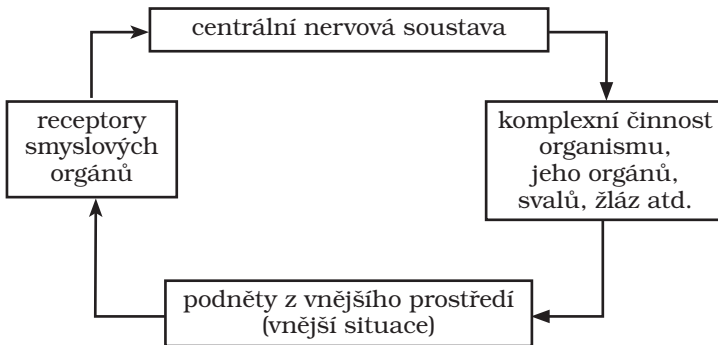 centrální nervová soustava
receptory
smyslových
orgánů
komplexní činnost
organismu,
jeho orgánů,
svalů, žláz atd.
podněty z vnějšího prostředí
(vnější situace)